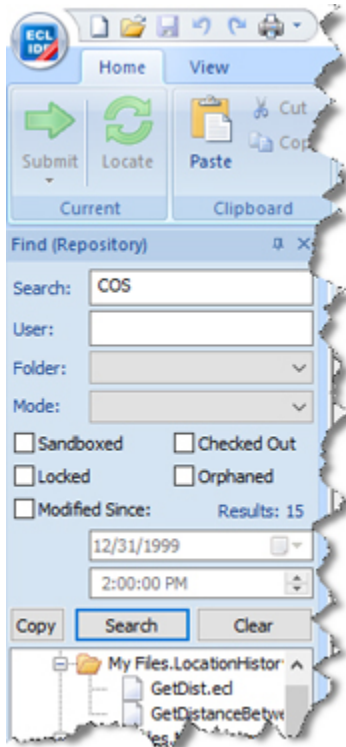 ECL
IDE
Home View
Submit Locate Paste Cut
Current Clipboard
Find (Repository)
Search: COS
User:
Folder:
Mode:
Sandboxed Checked Out
Locked Orphaned
Modified Since: Results: 15
12/31/1999
2:00:00 PM
Copy Search Clear
My Files.LocationHistor
GetDist.ecl
GetDistanceBetwe